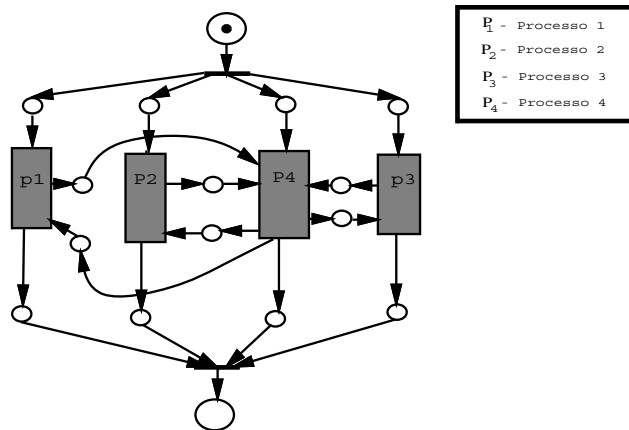 P1 - Processo 1
P2 - Processo 2
P3 - Processo 3
P4 - Processo 4
p1
P2
P4
p3